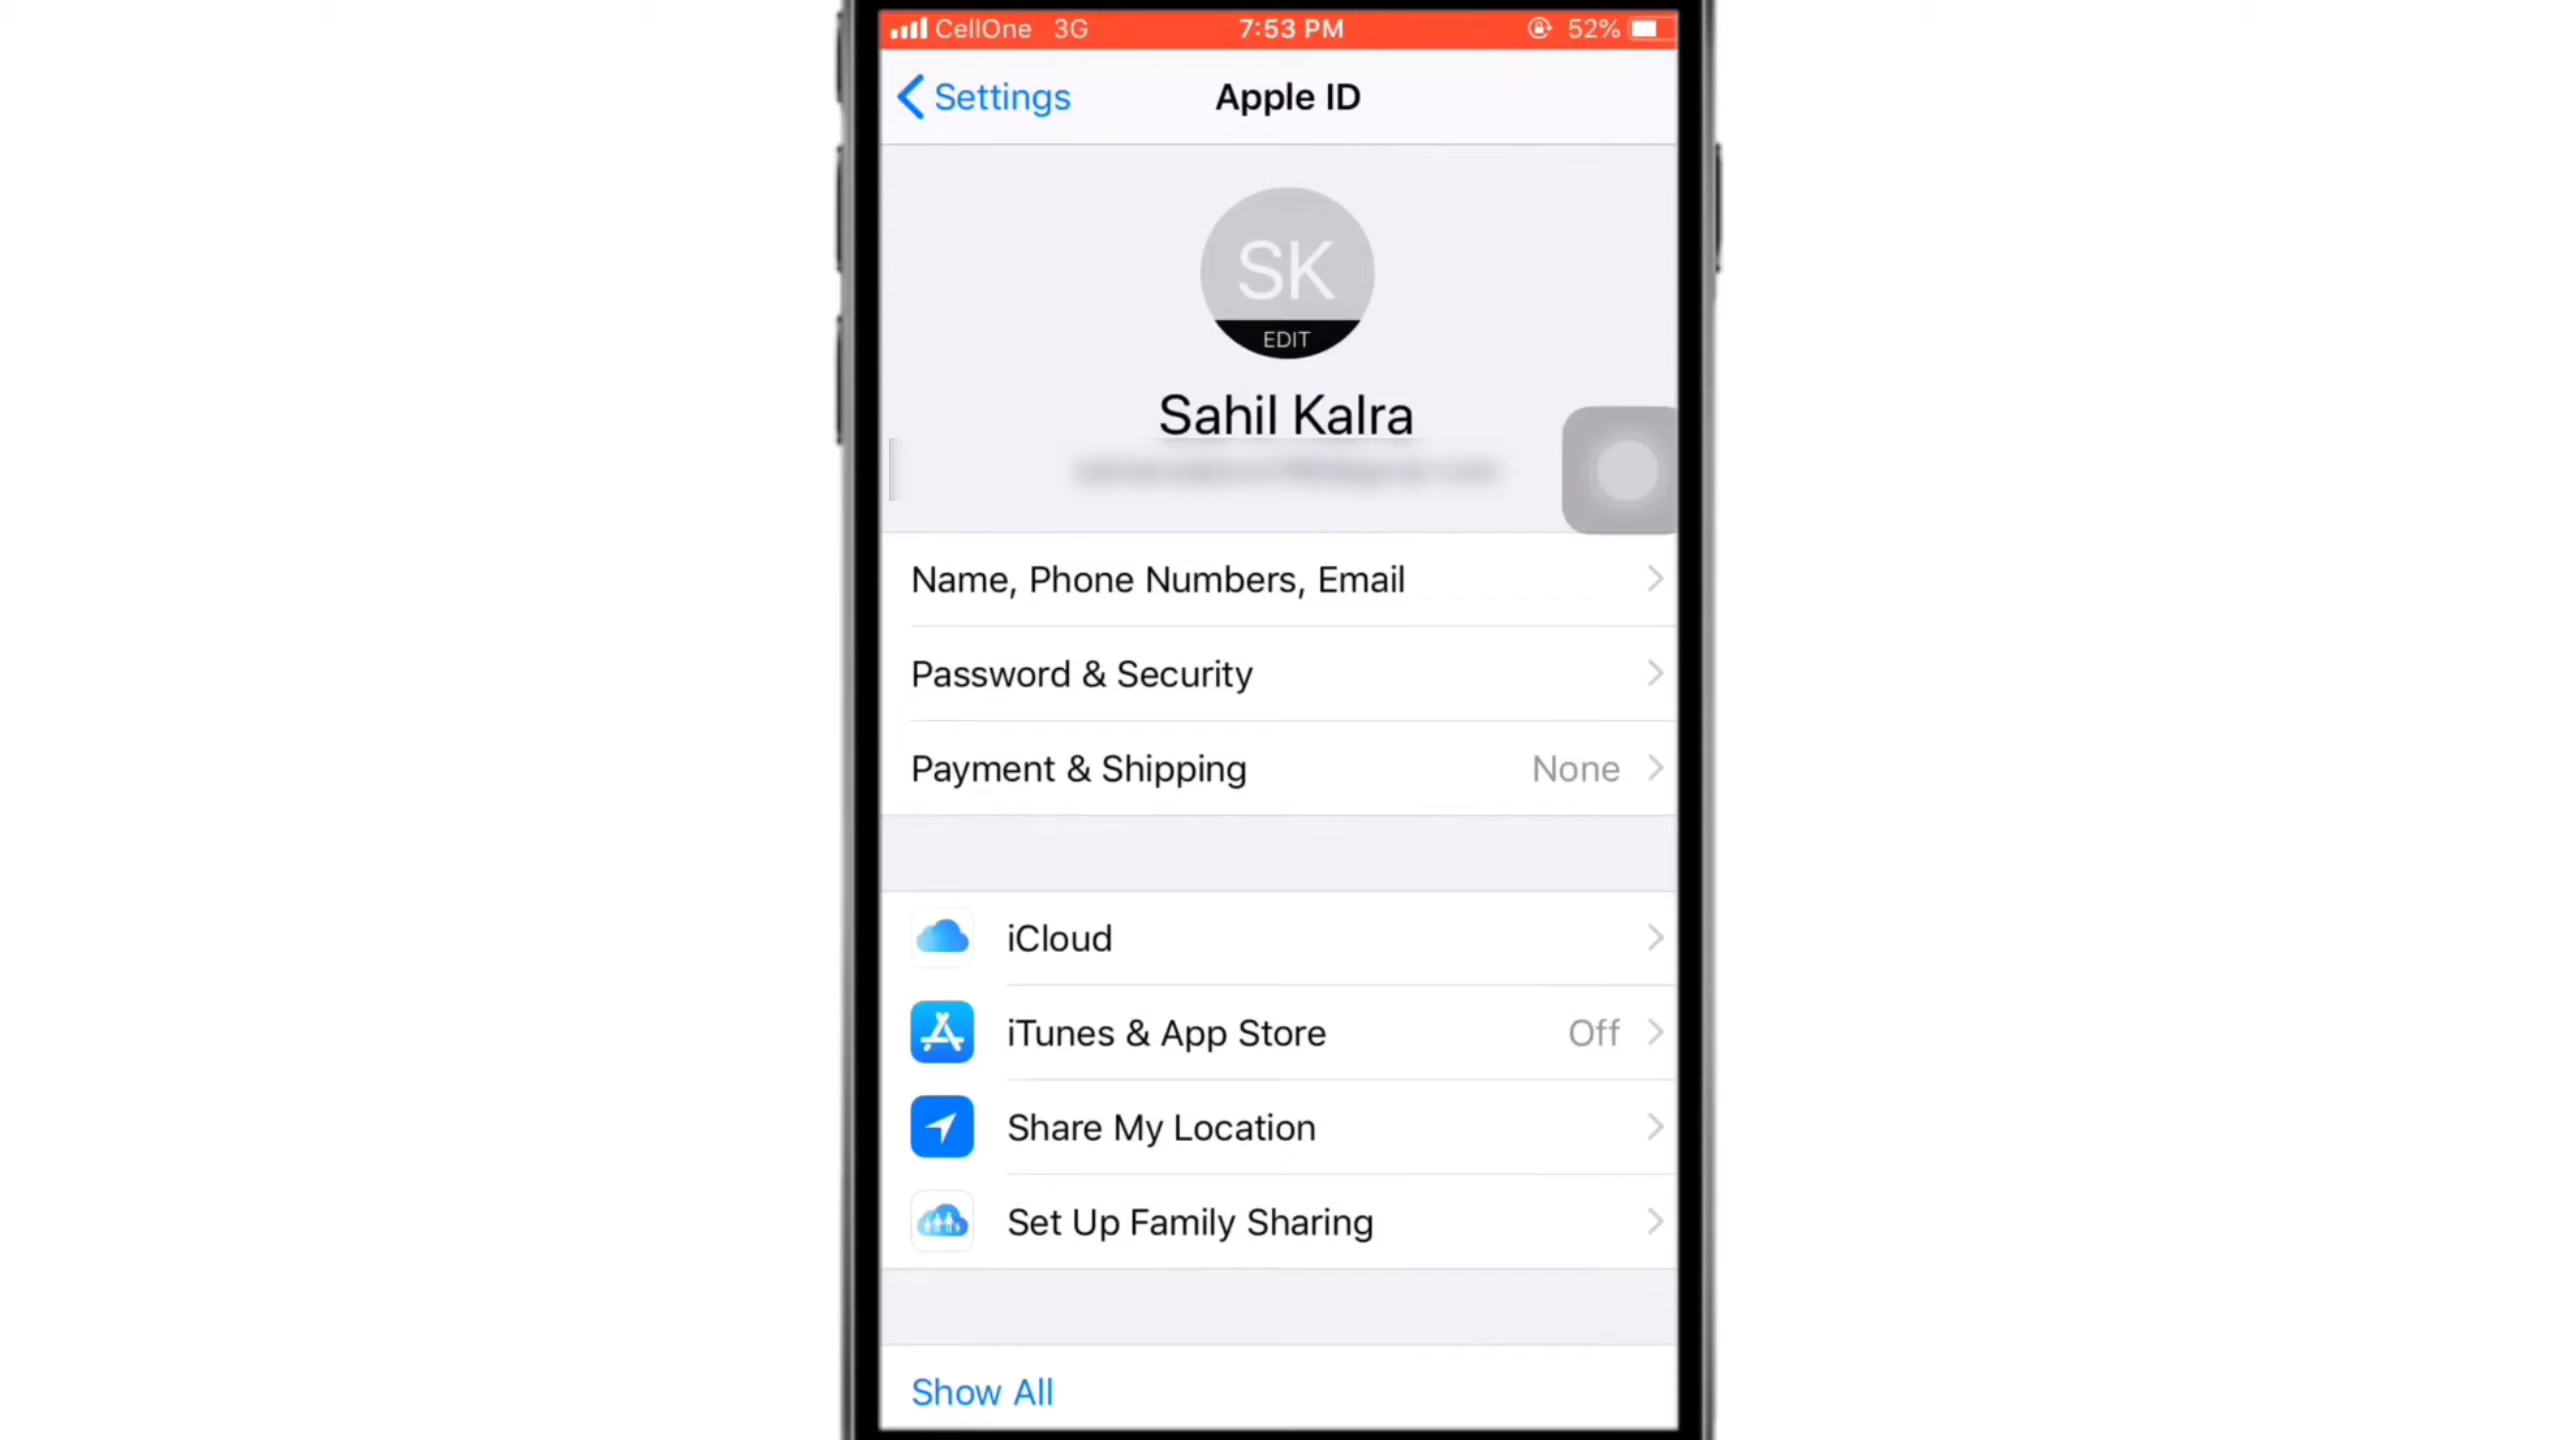 CellOne 3G 7:53 PM 52%
Settings Apple ID
SK
EDIT
Sahil Kalra
Name, Phone Numbers, Email
Password & Security
Payment & Shipping None
iCloud
iTunes & App Store Off
Share My Location
Set Up Family Sharing
Show All